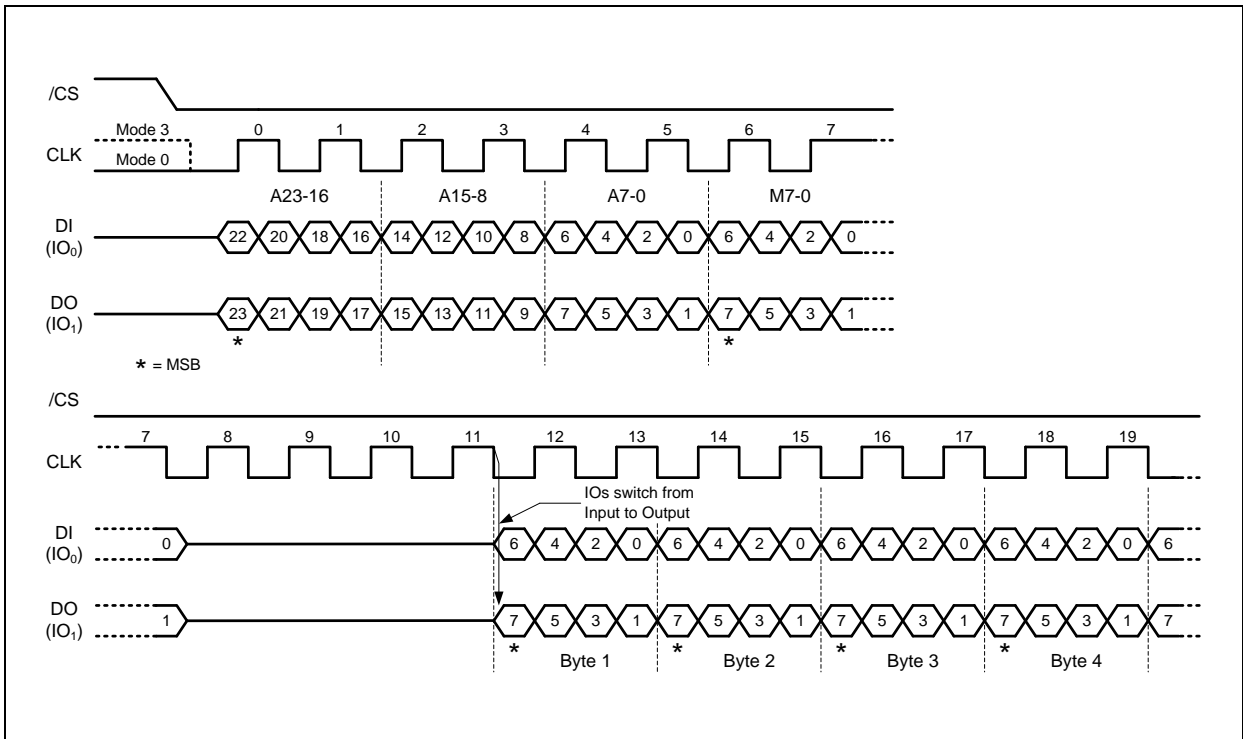 /CS
Mode 3
0 1 2 3 4 5 6 7
CLK
Mode 0
A23-16 A15-8 A7-0 M7-0
DI
(IO₀)
22 20 18 16 14 12 10 8 6 4 2 0 6 4 2 0
DO
(IO₁)
23 21 19 17 15 13 11 9 7 5 3 1 7 5 3 1
* *
* = MSB
/CS
7 8 9 10 11 12 13 14 15 16 17 18 19
CLK
IOs switch from
Input to Output
DI
(IO₀)
0 6 4 2 0 6 4 2 0 6 4 2 0 6 4 2 0 6
DO
(IO₁)
1 7 5 3 1 7 5 3 1 7 5 3 1 7 5 3 1 7
* * * *
Byte 1 Byte 2 Byte 3 Byte 4